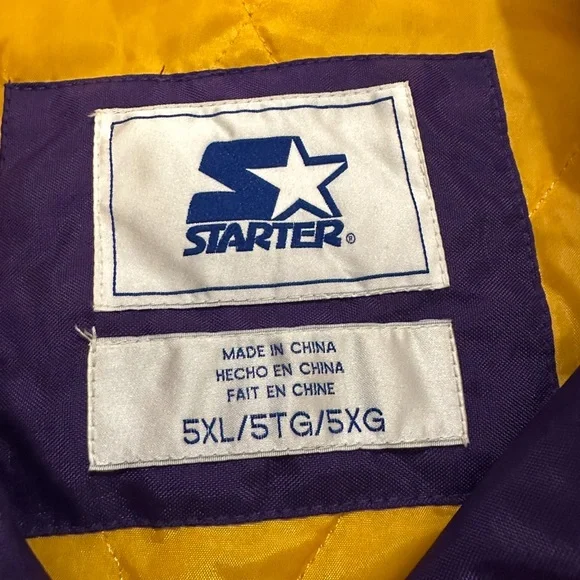 STARTER®
MADE IN CHINA
HECHO EN CHINA
FAIT EN CHINE
5XL/5TG/5XG